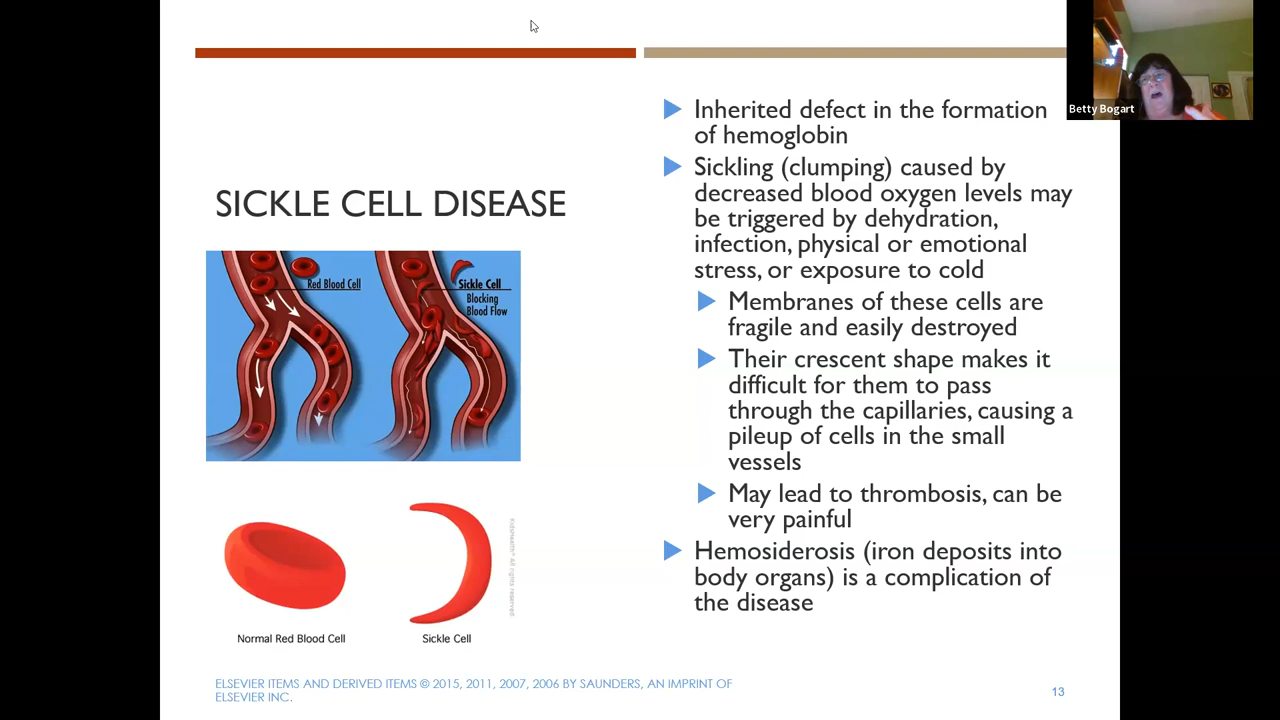 Betty Bogart
SICKLE CELL DISEASE
Red Blood Cell
Sickle Cell
Blocking
Blood Flow
KidsHealth® All rights reserved.
Normal Red Blood Cell
Sickle Cell
Inherited defect in the formation
of hemoglobin
Sickling (clumping) caused by
decreased blood oxygen levels may
be triggered by dehydration,
infection, physical or emotional
stress, or exposure to cold
Membranes of these cells are
fragile and easily destroyed
Their crescent shape makes it
difficult for them to pass
through the capillaries, causing a
pileup of cells in the small
vessels
May lead to thrombosis, can be
very painful
Hemosiderosis (iron deposits into
body organs) is a complication of
the disease
ELSEVIER ITEMS AND DERIVED ITEMS © 2015, 2011, 2007, 2006 BY SAUNDERS, AN IMPRINT OF
ELSEVIER INC.
13